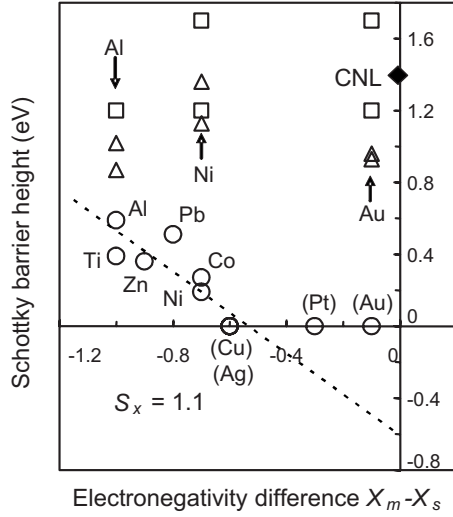 1.6
Al
CNL
1.2
Ni
0.8
Au
Al
Pb
0.4
Ti
Co
Zn
Ni
(Pt)
(Au)
0
-1.2
-0.8
-0.4
0
(Cu)
(Ag)
S_x = 1.1
-0.4
-0.8
Schottky barrier height (eV)
Electronegativity difference X_m-X_s